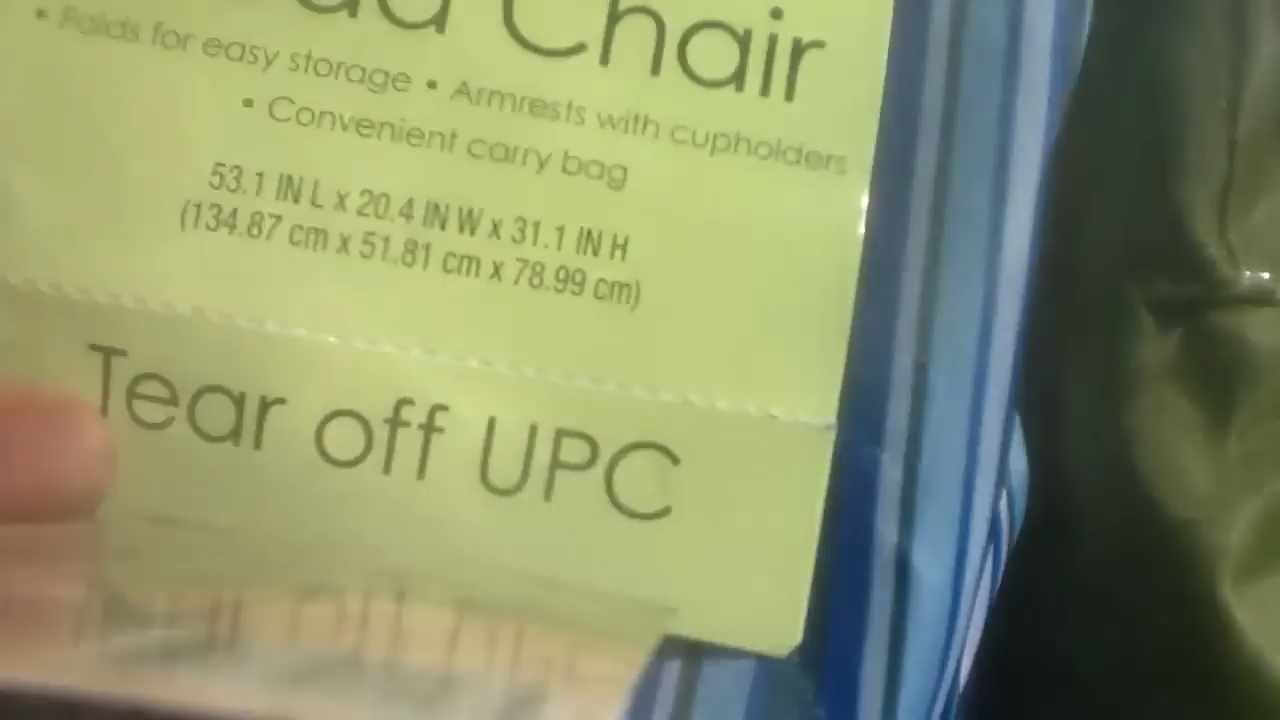 Chair
• Folds for easy storage • Armrests with cupholders
• Convenient carry bag
53.1 IN L x 20.4 IN W x 31.1 IN H
(134.87 cm x 51.81 cm x 78.99 cm)
Tear off UPC